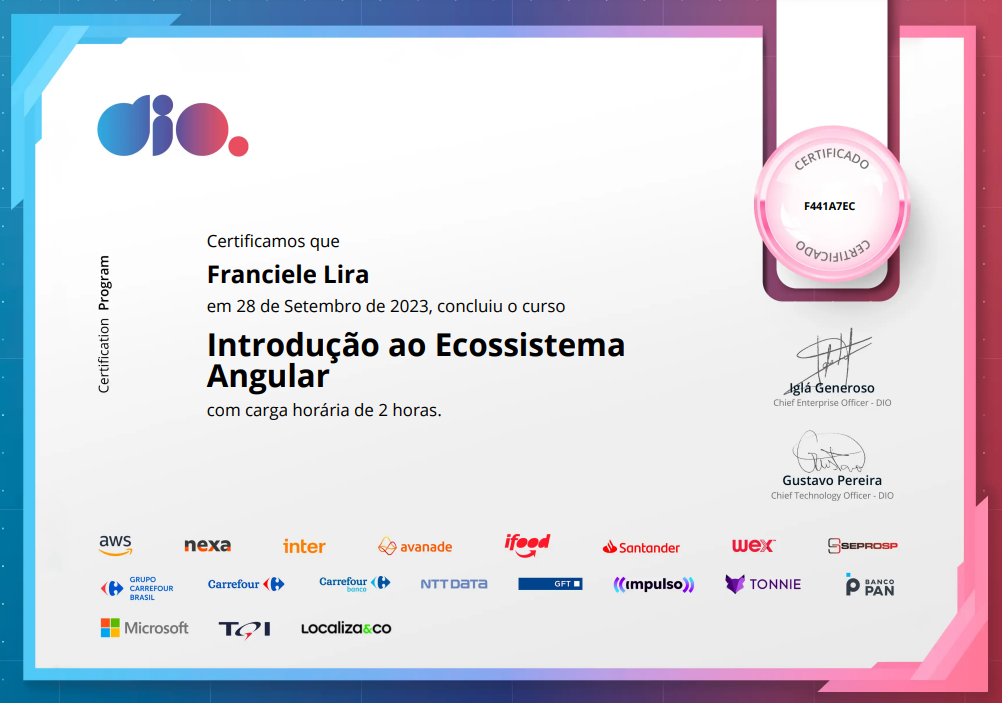 dio.
CERTIFICADO
F441A7EC
CERTIFICADO
Certification Program
Certificamos que
Franciele Lira
em 28 de Setembro de 2023, concluiu o curso
Introdução ao Ecossistema
Angular
com carga horária de 2 horas.
Iglá Generoso
Chief Enterprise Officer - DIO
Gustavo Pereira
Chief Technology Officer - DIO
aws nexa inter avanade ifood Santander wex SEPROSP
GRUPO
CARREFOUR
BRASIL
Carrefour
Carrefour
banco
NTT DATA
GFT
((impulso))
TONNIE
BANCO
PAN
Microsoft TQI LOCALIZA&CO